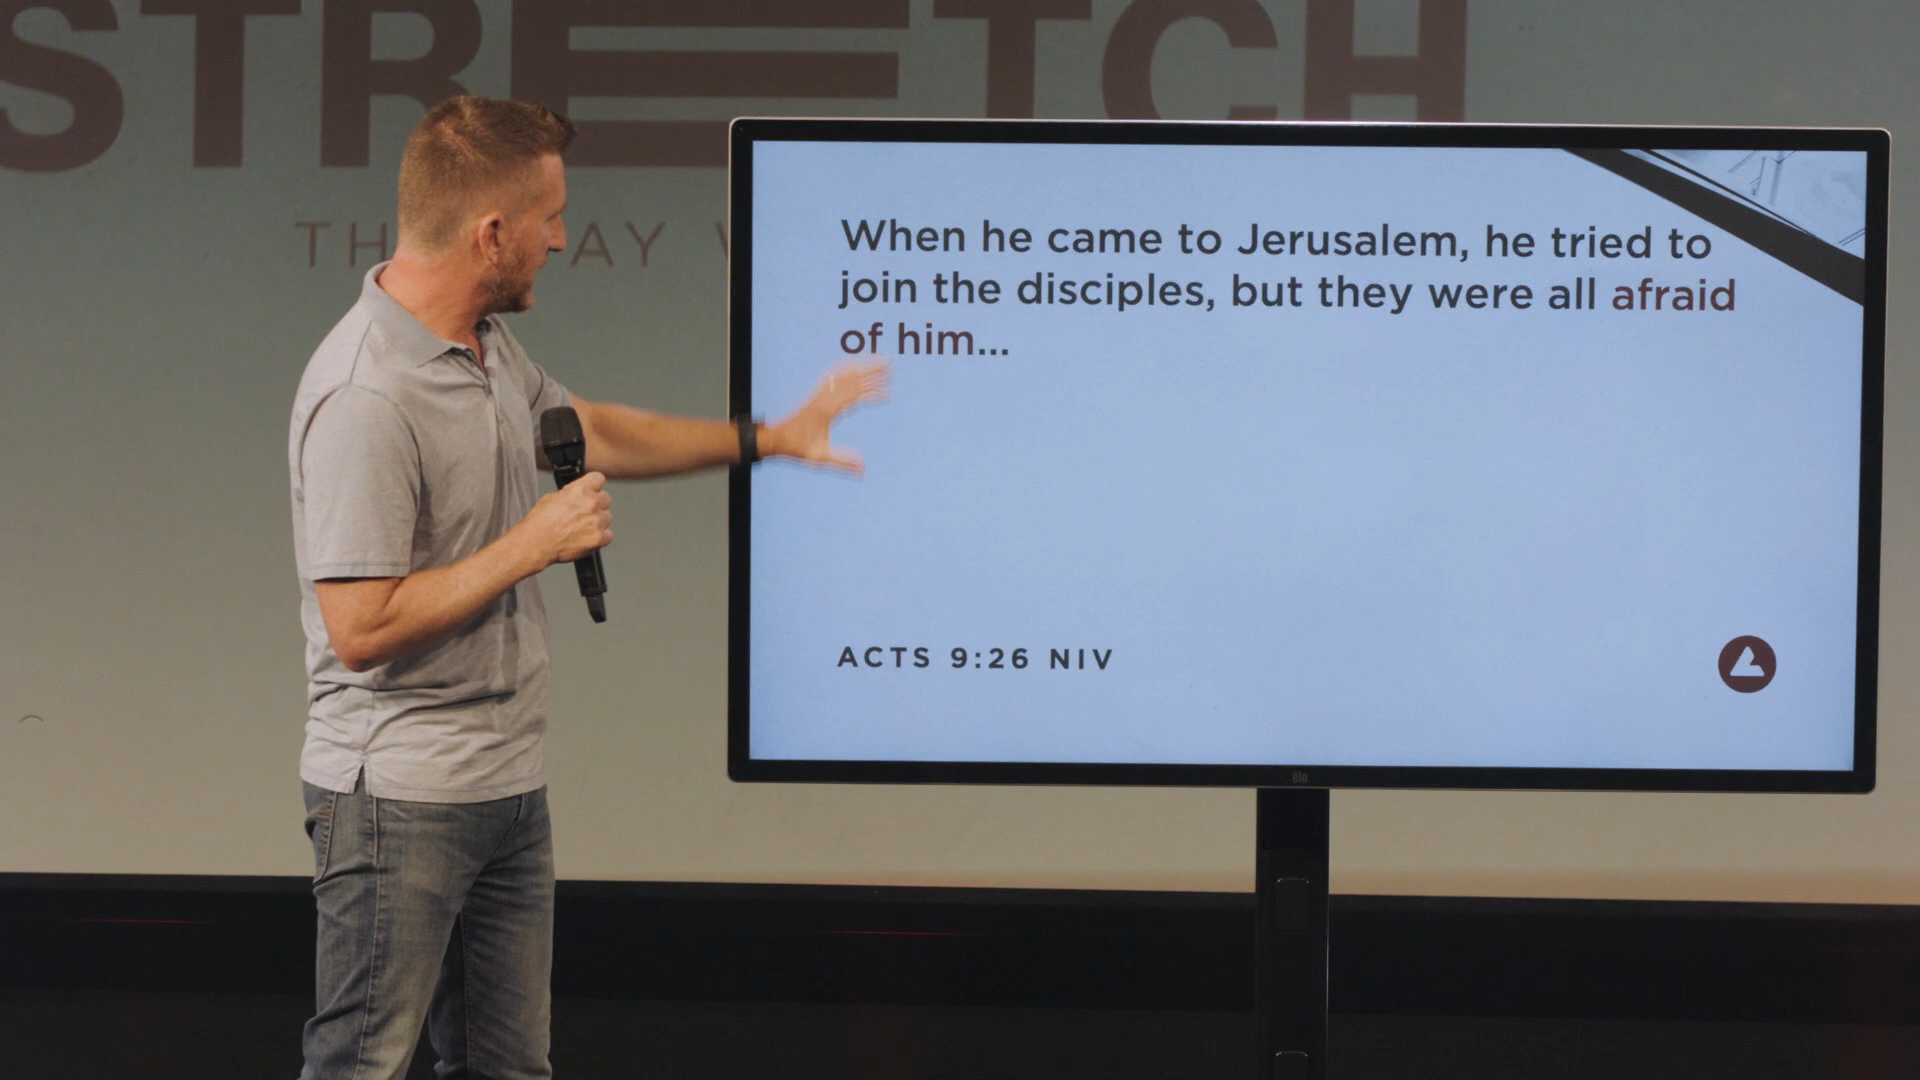 STRETCH
When he came to Jerusalem, he tried to
join the disciples, but they were all afraid
of him...
ACTS 9:26 NIV
elo